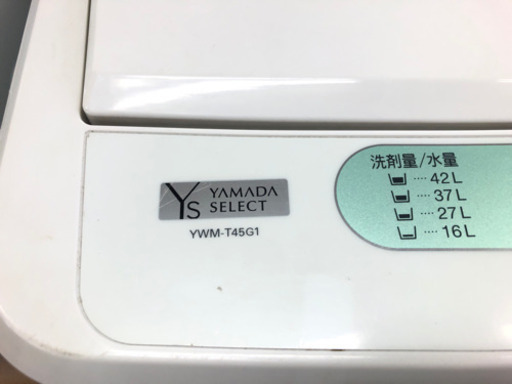 Ys YAMADA
SELECT
YWM-T45G1
洗剤量/水量
····42L
····37L
····27L
····16L